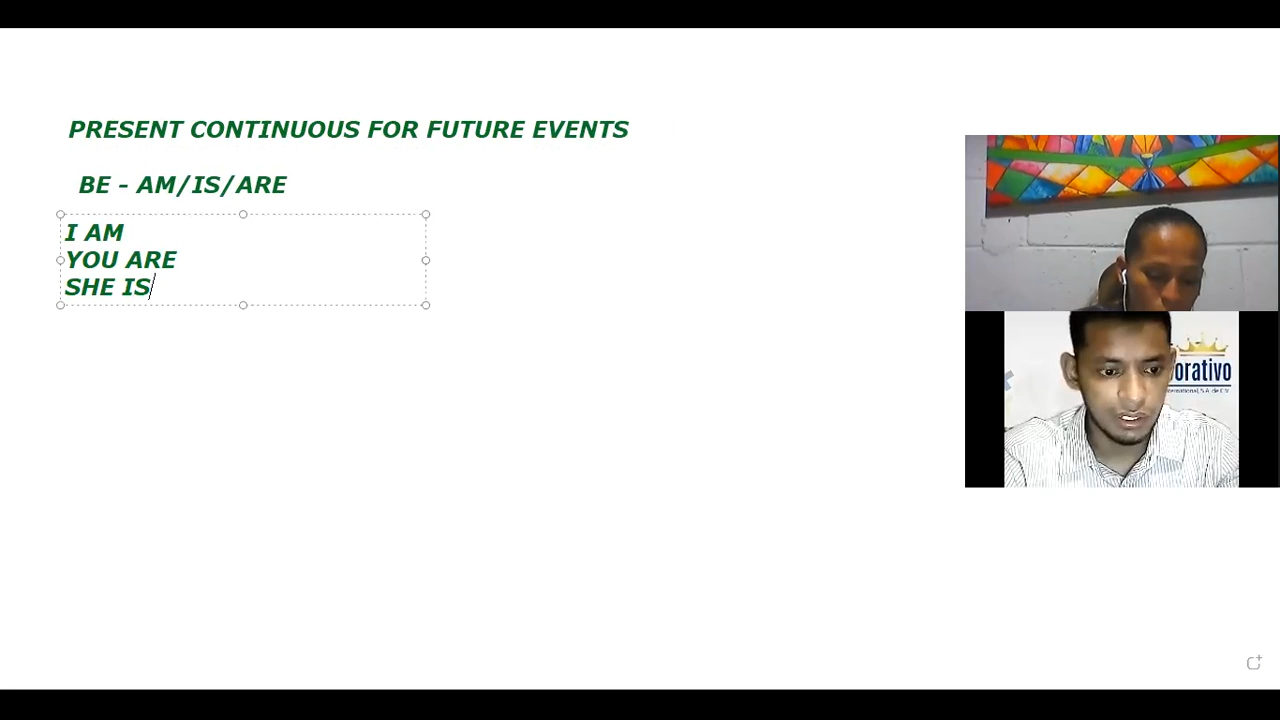 PRESENT CONTINUOUS FOR FUTURE EVENTS
BE - AM/IS/ARE
I AM
YOU ARE
SHE IS
orativo